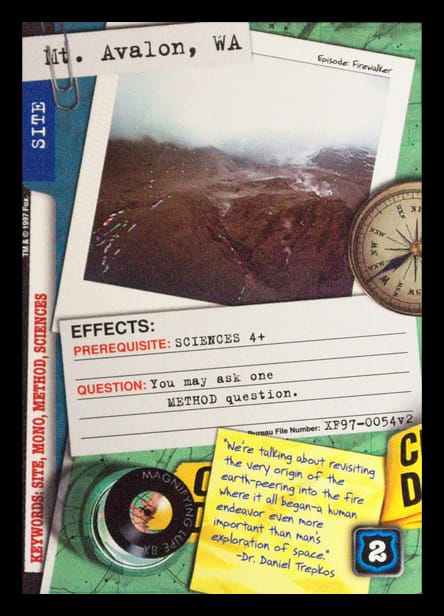 Mt. Avalon, WA
Episode: Firewalker
SITE
TM & © 1997 Fox.
KEYWORDS: SITE, MONO, METHOD, SCIENCES
EFFECTS:
PREREQUISITE: SCIENCES 4+
QUESTION: You may ask one
METHOD question.
Bureau File Number: XF97-0054v2
"We're talking about revisiting
the very origin of the
earth-peering into the fire
where it all began-a human
endeavor even more
important than man's
exploration of space."
-Dr. Daniel Trepkos
MAGNIFYING LUPE 8X
2